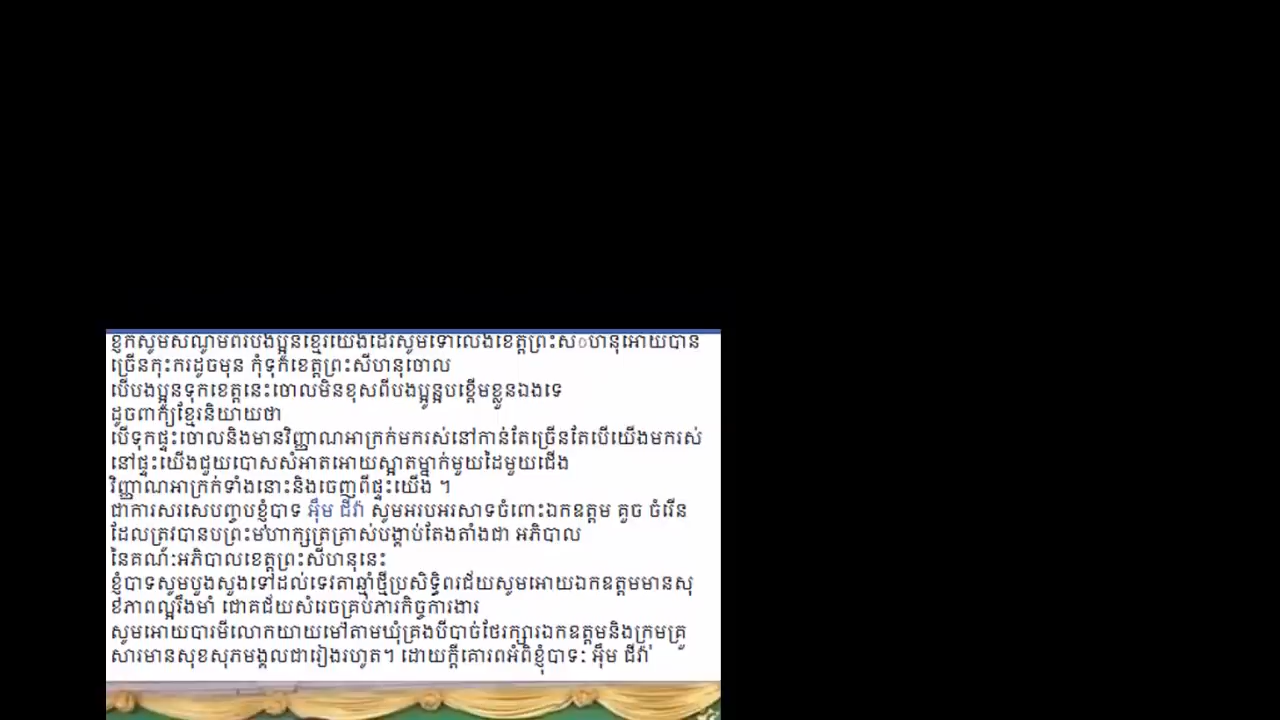 ខ្ញុំក៏សូមសំណូមពរបងប្អូនខ្មែរយើងដែរសូមទៅលេងខេត្តព្រះសីហនុអោយបាន
ច្រើនកុះករដូចមុន កុំទុកខេត្តព្រះសីហនុចោល
បើបងប្អូនទុកខេត្តនេះចោលមិនខុសពីបងប្អូនបង្កើតខ្លួនឯងទេ
ដូចពាក្យខ្មែរនិយាយថា
បើទុកផ្ទះចោលនិងមានវិញ្ញាណអាក្រក់មករស់នៅកាន់តែច្រើនតែបើយើងមករស់
នៅផ្ទះយើងជួយបោសសំអាតអោយស្អាតម្នាក់មួយដៃមួយជើង
វិញ្ញាណអាក្រក់ទាំងនោះនិងចេញពីផ្ទះយើង ។
ជាការសរសេបញ្ចប់ខ្ញុំបាទ អុឹម ជីវ៉ា សូមអរបអរសាទចំពោះឯកឧត្តម គួច ចំរើន
ដែលត្រូវបានបព្រះមហាក្សត្រត្រាស់បង្គាប់តែងតាំងជា អភិបាល
នៃគណៈអភិបាលខេត្តព្រះសីហនុនេះ
ខ្ញុំបាទសូមបួងសួងទៅដល់ទេវតាឆ្នាំថ្មីប្រសិទ្ធិពរជ័យសូមអោយឯកឧត្តមមានសុ
ខភាពល្អរឹងមាំ ជោគជ័យសំរេចគ្រប់ភារកិច្ចការងារ
សូមអោយបារមីលោកយាយម៉ៅតាមឃុំគ្រងបីបាច់ថែរក្សារឯកឧត្តមនិងក្រុមគ្រួ
សារមានសុខសុភមង្គលជារៀងរហូត។ ដោយក្ដីគោរពអំពីខ្ញុំបាទៈ អុឹម ជីវ៉ា